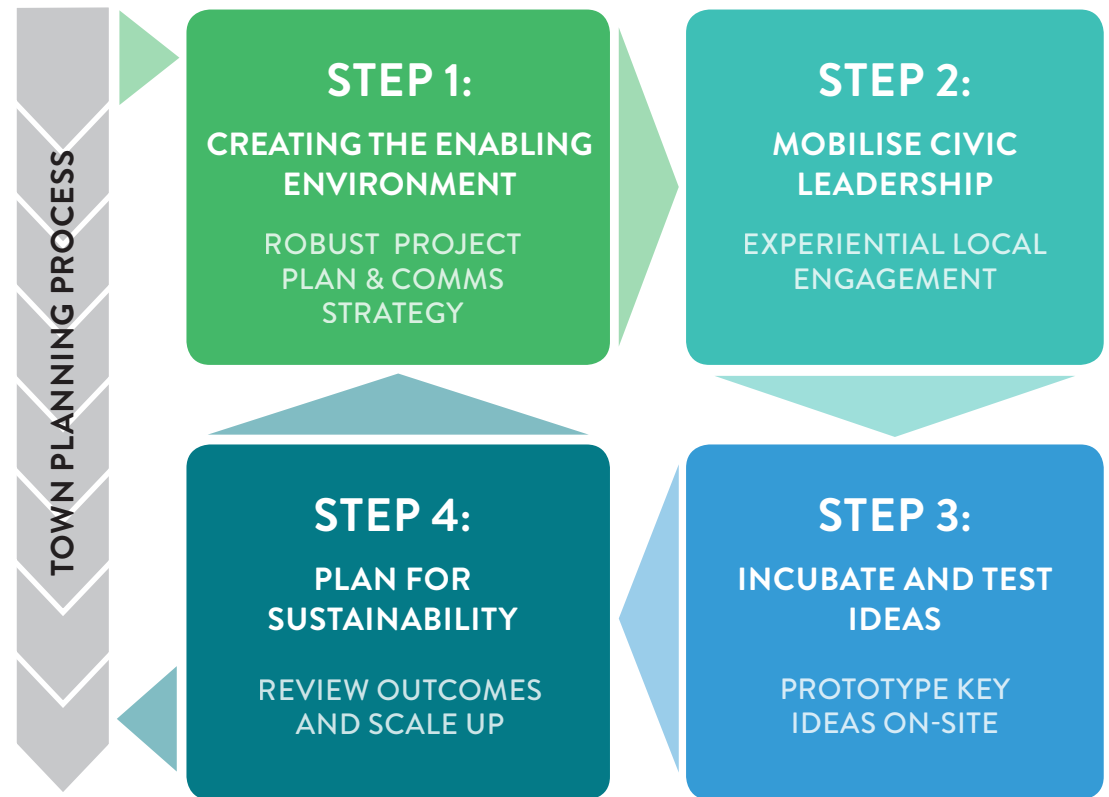 TOWN PLANNING PROCESS
STEP 1:
CREATING THE ENABLING
ENVIRONMENT
ROBUST PROJECT
PLAN & COMMS
STRATEGY
STEP 2:
MOBILISE CIVIC
LEADERSHIP
EXPERIENTIAL LOCAL
ENGAGEMENT
STEP 3:
INCUBATE AND TEST
IDEAS
PROTOTYPE KEY
IDEAS ON-SITE
STEP 4:
PLAN FOR
SUSTAINABILITY
REVIEW OUTCOMES
AND SCALE UP